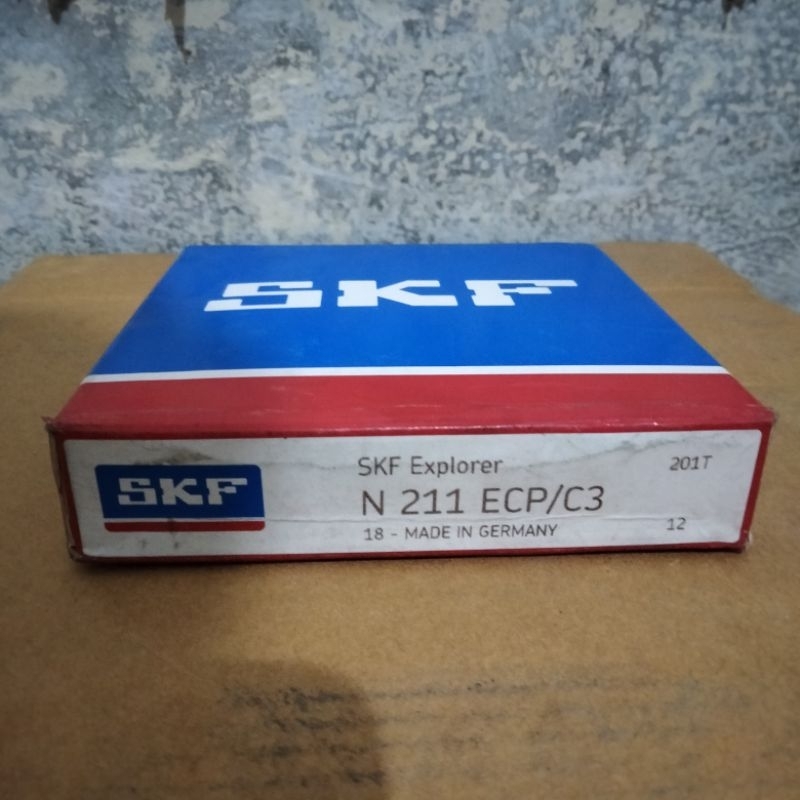 SKF
SKF
SKF Explorer
201T
N 211 ECP/C3
18 - MADE IN GERMANY
12